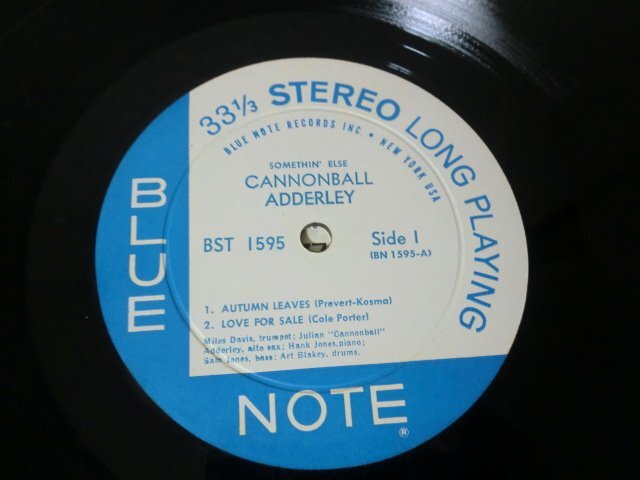 33⅓ STEREO LONG PLAYING
BLUE NOTE RECORDS INC • NEW YORK USA
SOMETHIN' ELSE
CANNONBALL
ADDERLEY
BST 1595 Side 1
(BN 1595-A)
1. AUTUMN LEAVES (Prevert-Kosma)
2. LOVE FOR SALE (Cole Porter)
Miles Davis, trumpet; Julian "Cannonball"
Adderley, alto sax; Hank Jones, piano;
Sam Jones, bass; Art Blakey, drums.
BLUE
NOTE®